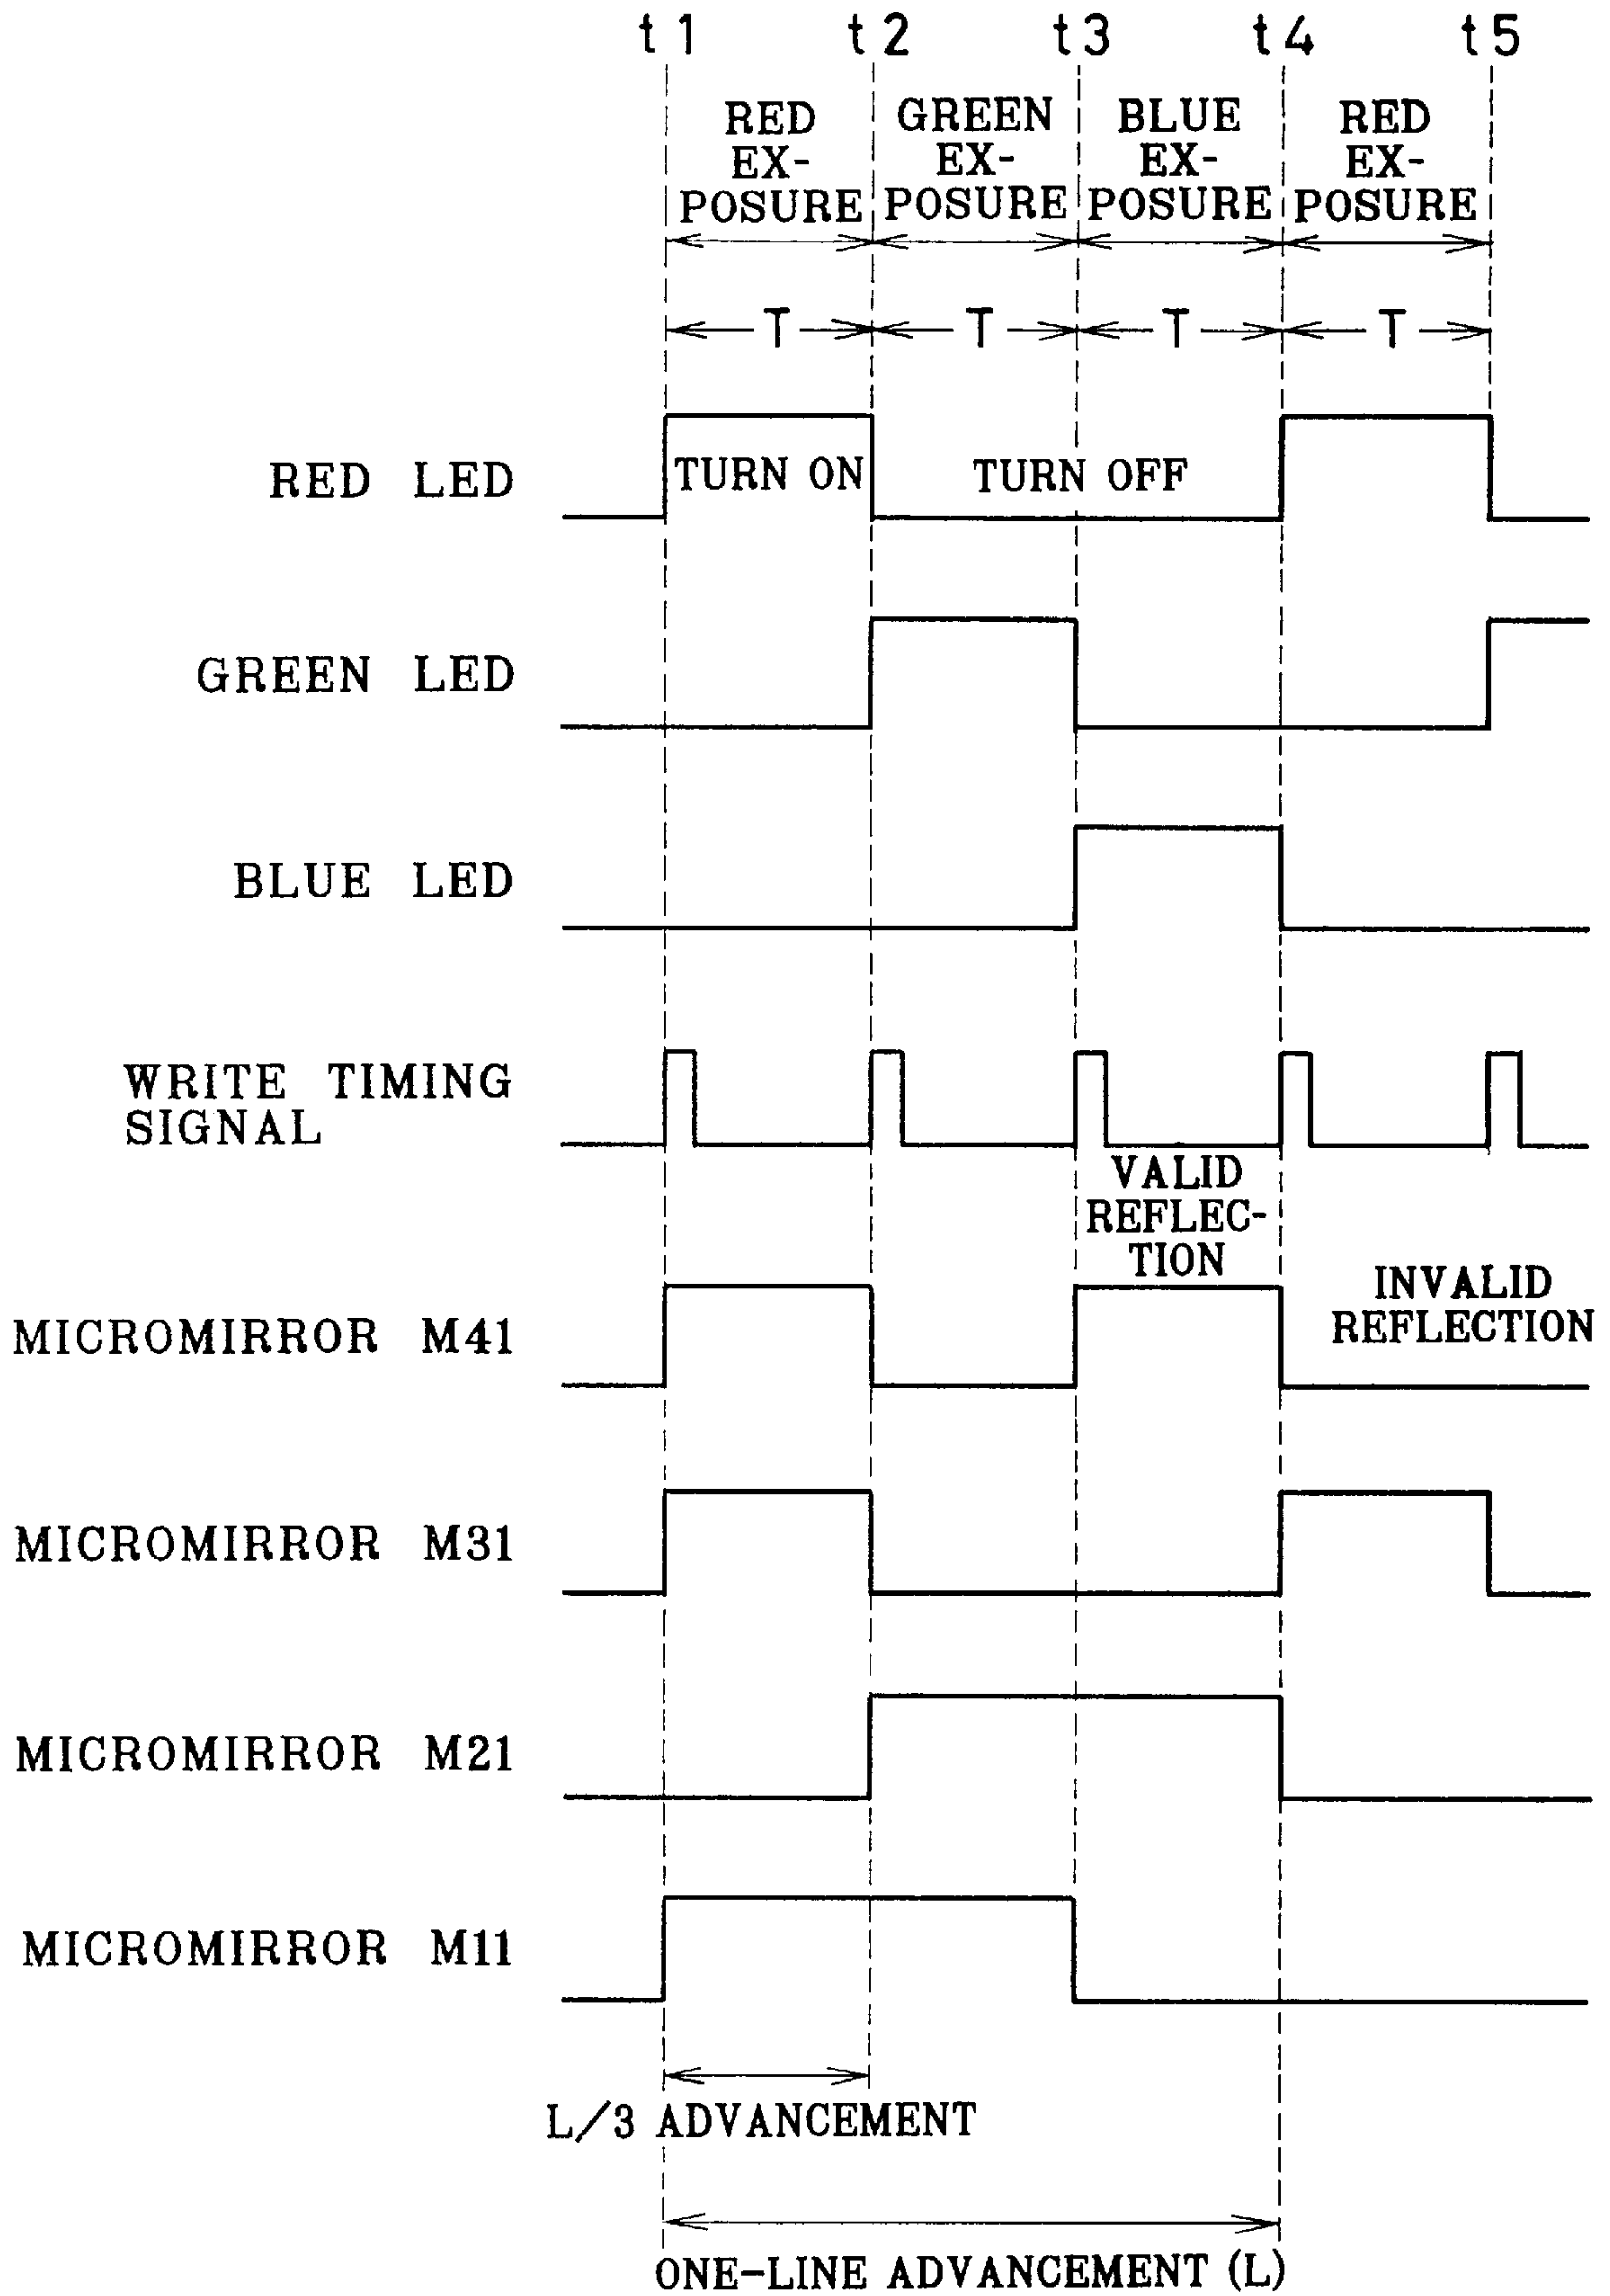 t1 t2 t3 t4 t5
RED GREEN BLUE RED
EX- EX- EX- EX-
POSURE POSURE POSURE POSURE
T T T T
RED LED TURN ON TURN OFF
GREEN LED
BLUE LED
WRITE TIMING
SIGNAL
VALID
REFLEC-
TION
INVALID
REFLECTION
MICROMIRROR M41
MICROMIRROR M31
MICROMIRROR M21
MICROMIRROR M11
L/3 ADVANCEMENT
ONE-LINE ADVANCEMENT (L)